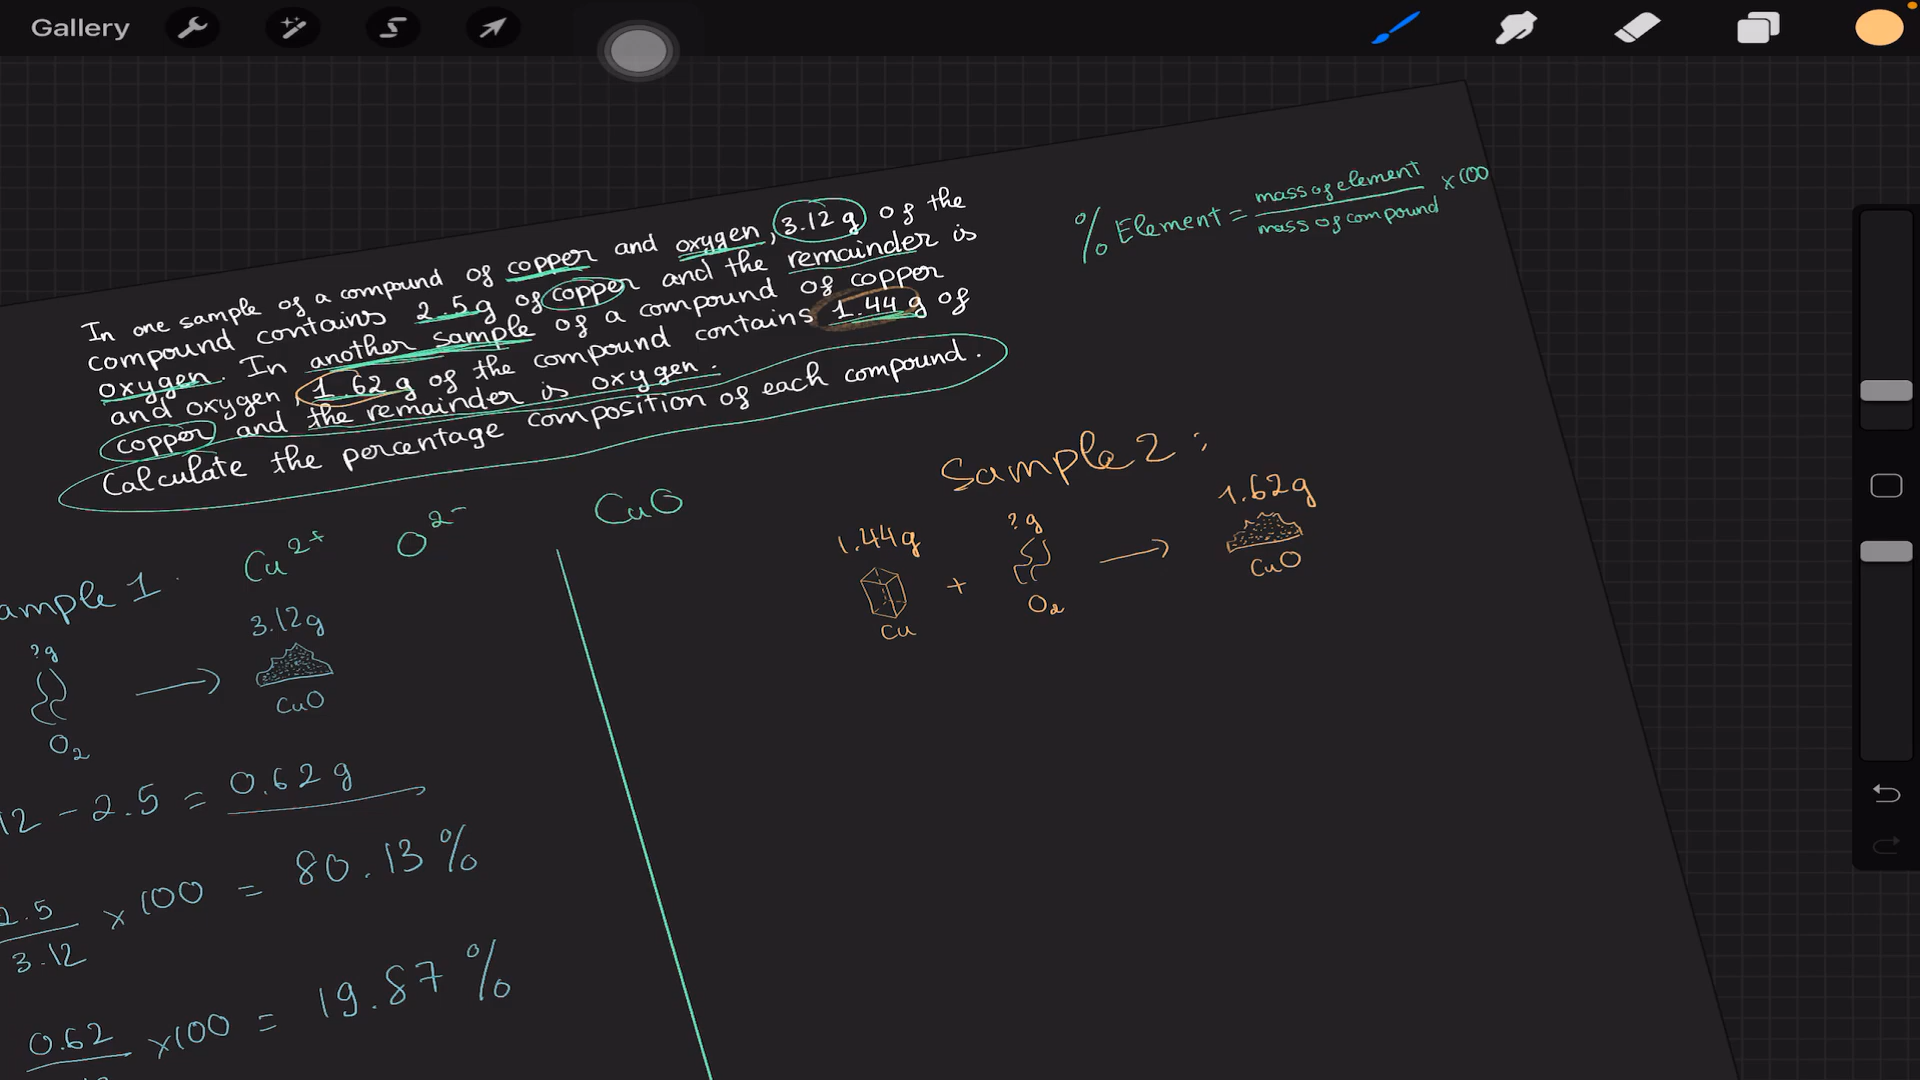 Gallery
In one sample of a compound of copper and oxygen, 3.12 g of the
compound contains 2.5g of copper and the remainder is
oxygen. In another sample of a compound of copper
and oxygen, 1.62 g of the compound contains 1.44 g of
copper and the remainder is oxygen.
Calculate the percentage composition of each compound.
% Element = mass of element / mass of compound ×100
Cu²⁺ O²⁻ CuO
ample 1.
?g 3.12g
O₂ → CuO
12 - 2.5 = 0.62 g
2.5 / 3.12 ×100 = 80.13 %
0.62 ×100 = 19.87 %
Sample 2:
1.44g ?g 1.62g
Cu + O₂ → CuO